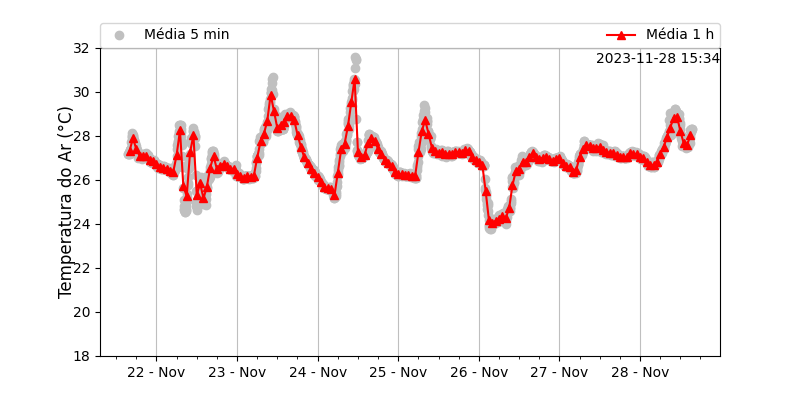 Média 5 min
Média 1 h
2023-11-28 15:34
Temperatura do Ar (°C)
32
30
28
26
24
22
20
18
22 - Nov
23 - Nov
24 - Nov
25 - Nov
26 - Nov
27 - Nov
28 - Nov